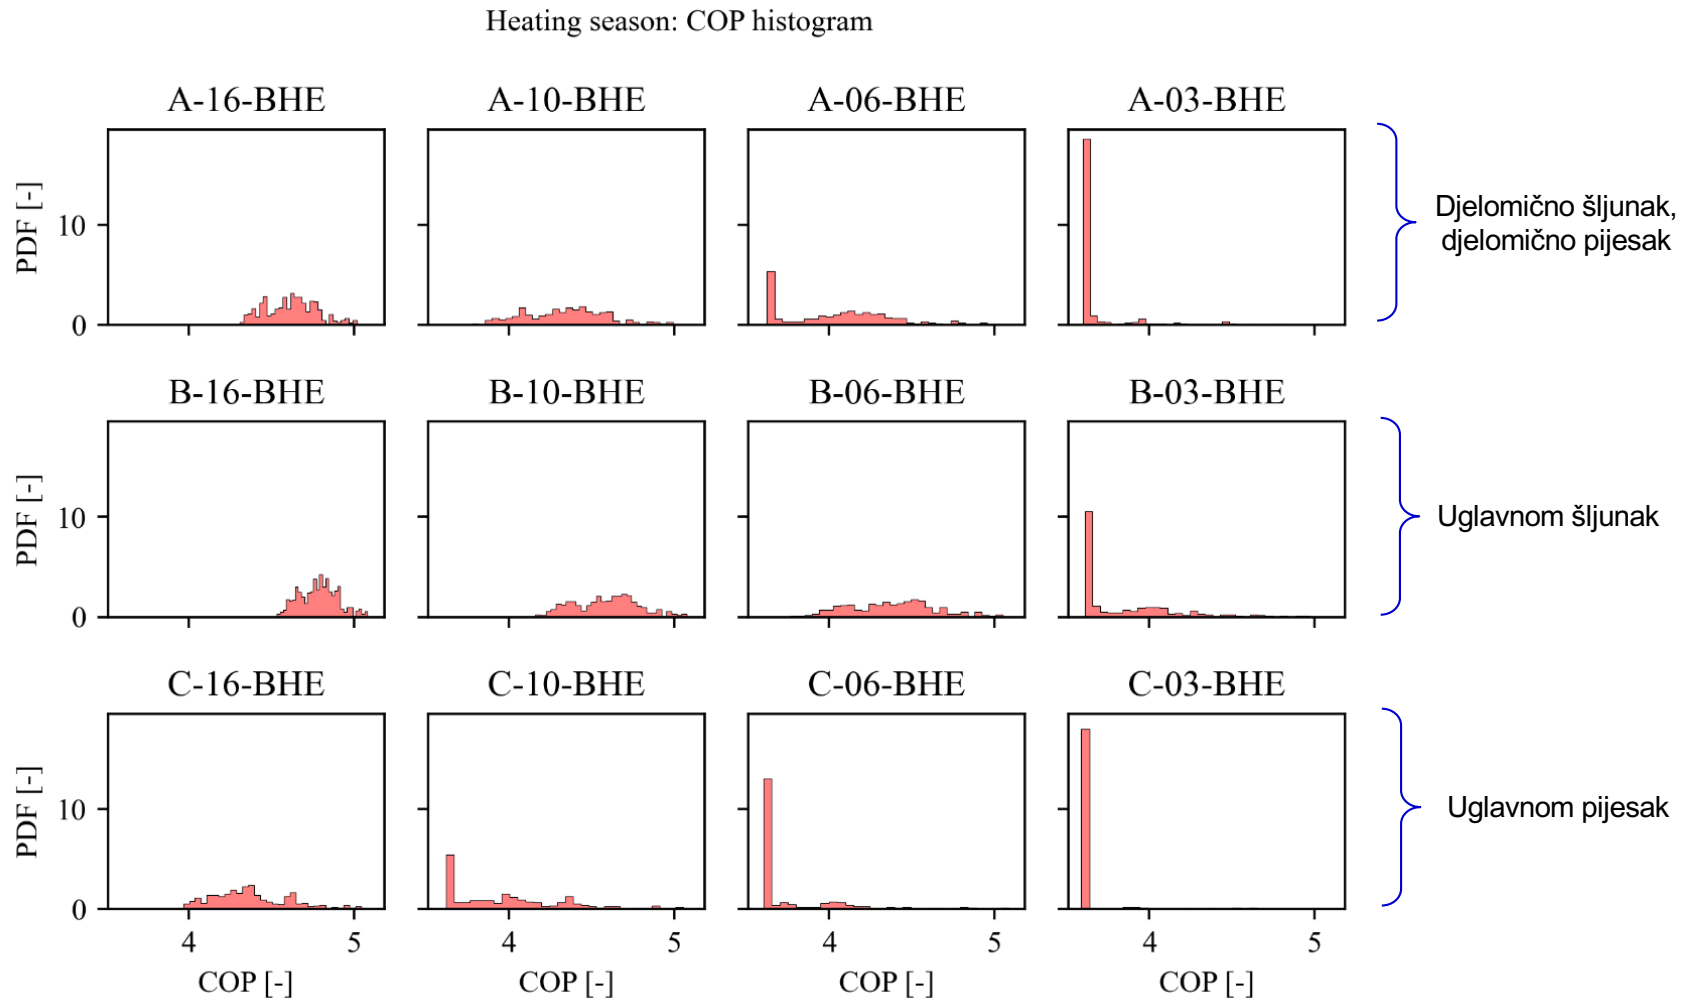 Heating season: COP histogram
A-16-BHE
A-10-BHE
A-06-BHE
A-03-BHE
PDF [-]
10
0
Djelomično šljunak,
djelomično pijesak
B-16-BHE
B-10-BHE
B-06-BHE
B-03-BHE
PDF [-]
10
0
4
5
4
5
4
5
4
5
Uglavnom šljunak
C-16-BHE
C-10-BHE
C-06-BHE
C-03-BHE
PDF [-]
10
0
Uglavnom pijesak
COP [-]
COP [-]
COP [-]
COP [-]